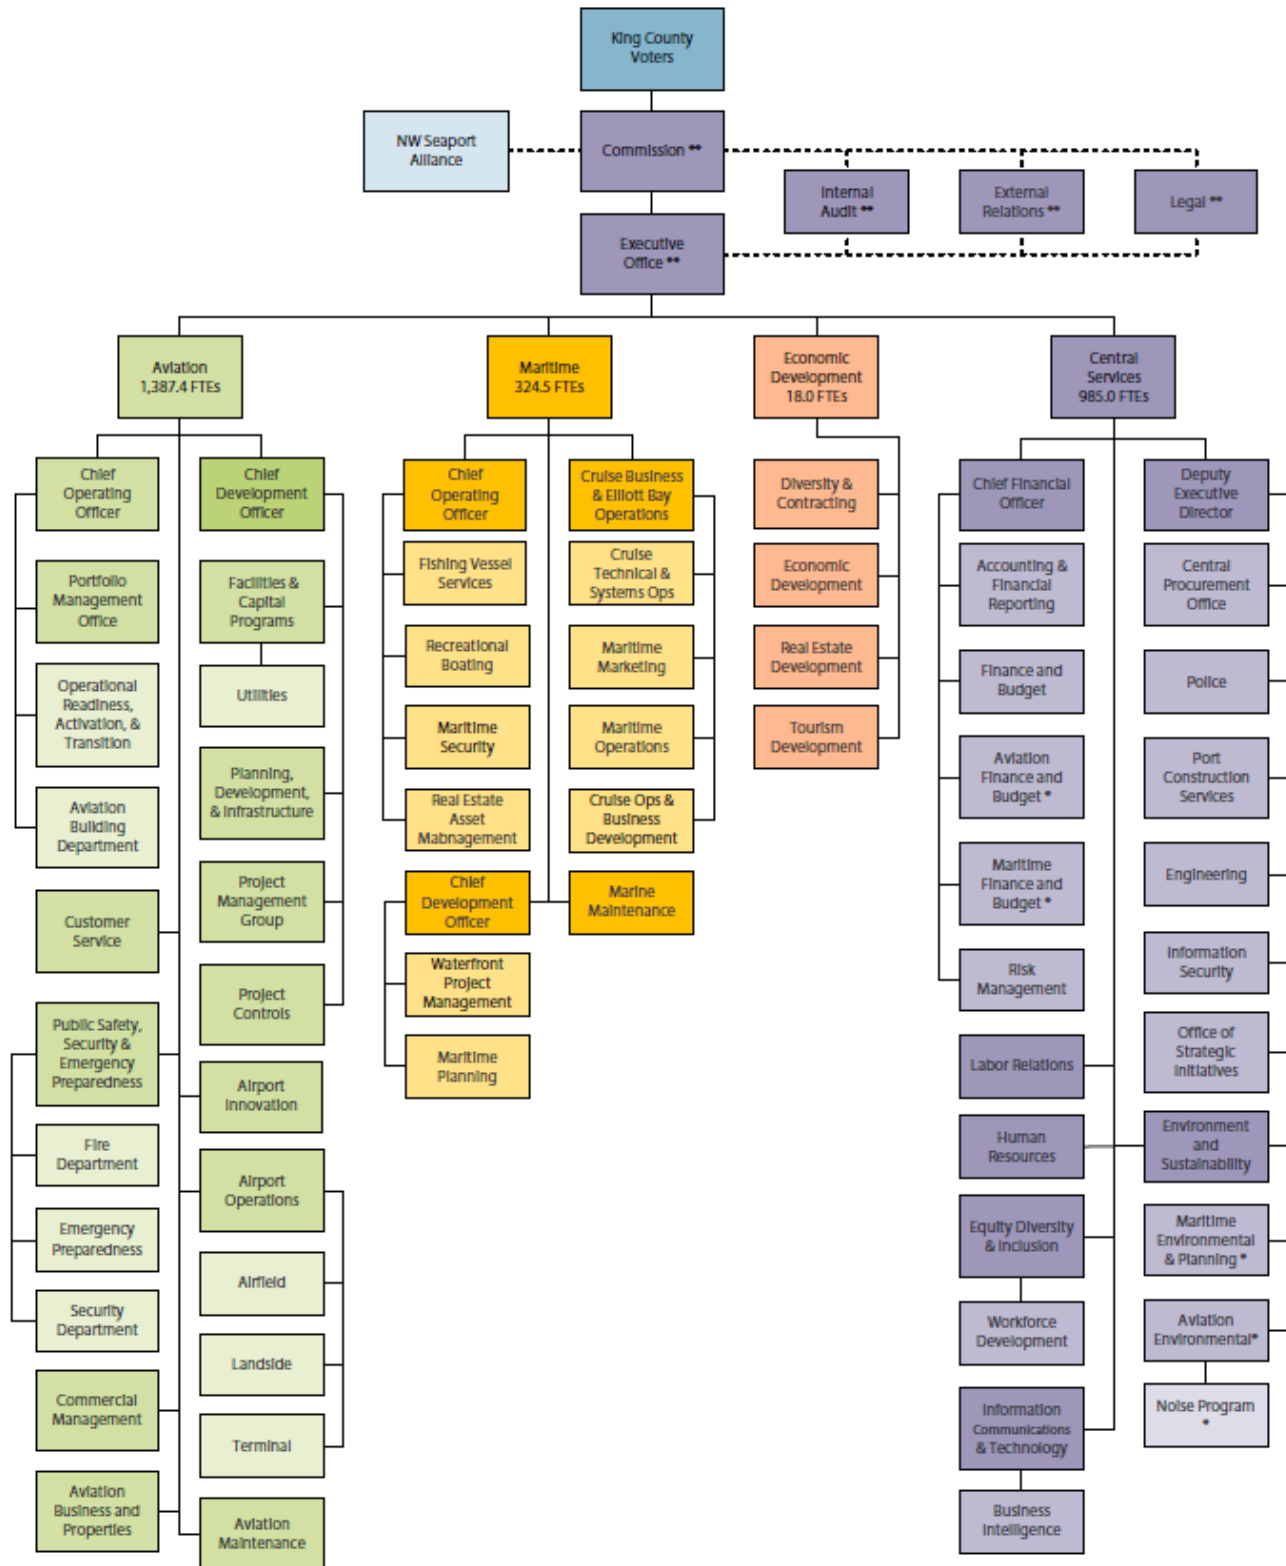 King County
Voters
NW Seaport
Alliance
Commission **
Internal
Audit **
External
Relations **
Legal **
Executive
Office **
Aviation
1,387.4 FTEs
Maritime
324.5 FTEs
Economic
Development
18.0 FTEs
Central
Services
985.0 FTEs
Chief
Operating
Officer
Portfolio
Management
Office
Operational
Readiness,
Activation, &
Transition
Aviation
Building
Department
Customer
Service
Public Safety,
Security &
Emergency
Preparedness
Fire
Department
Emergency
Preparedness
Security
Department
Commercial
Management
Aviation
Business and
Properties
Chief
Development
Officer
Facilities &
Capital
Programs
Utilities
Planning,
Development,
& Infrastructure
Project
Management
Group
Project
Controls
Airport
Innovation
Airport
Operations
Airfield
Landside
Terminal
Aviation
Maintenance
Chief
Operating
Officer
Fishing Vessel
Services
Recreational
Boating
Maritime
Security
Real Estate
Asset
Mabnagement
Chief
Development
Officer
Waterfront
Project
Management
Maritime
Planning
Cruise Business
& Elliott Bay
Operations
Cruise
Technical &
Systems Ops
Maritime
Marketing
Maritime
Operations
Cruise Ops &
Business
Development
Marine
Maintenance
Diversity &
Contracting
Economic
Development
Real Estate
Development
Tourism
Development
Chief Financial
Officer
Accounting &
Financial
Reporting
Finance and
Budget
Aviation
Finance and
Budget *
Maritime
Finance and
Budget *
Risk
Management
Labor Relations
Human
Resources
Equity Diversity
& Inclusion
Workforce
Development
Information
Communications
& Technology
Business
Intelligence
Deputy
Executive
Director
Central
Procurement
Office
Police
Port
Construction
Services
Engineering
Information
Security
Office of
Strategic
Initiatives
Environment
and
Sustainability
Maritime
Environmental
& Planning *
Aviation
Environmental*
Noise Program
*